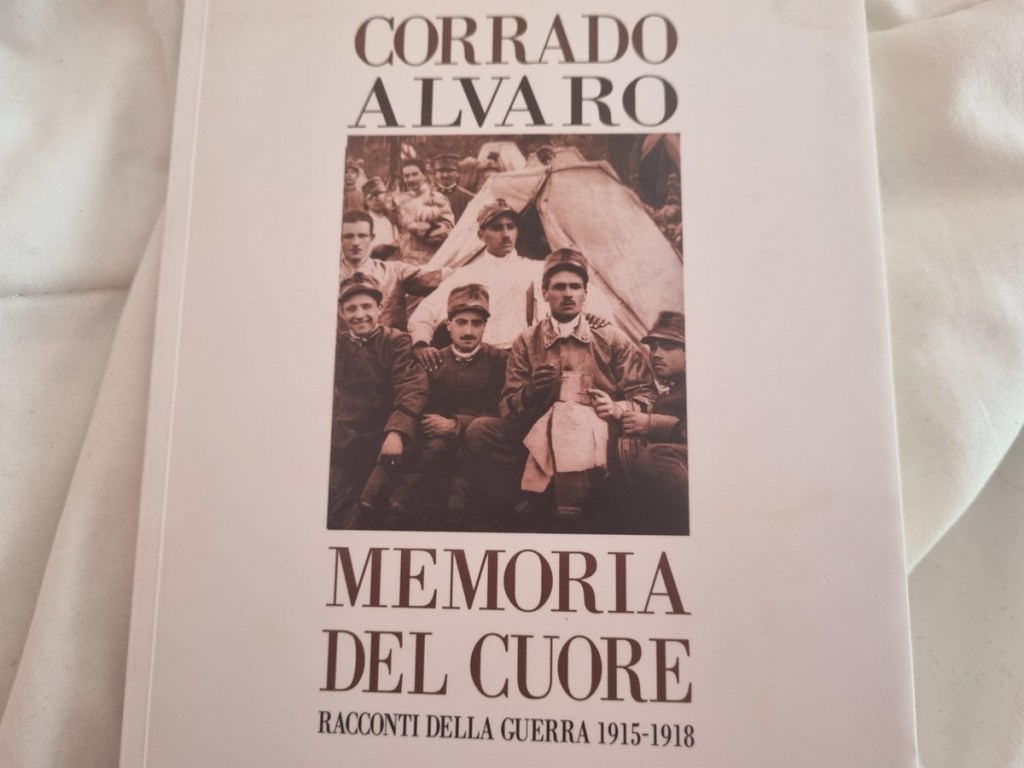 CORRADO
ALVARO
MEMORIA
DEL CUORE
RACCONTI DELLA GUERRA 1915-1918